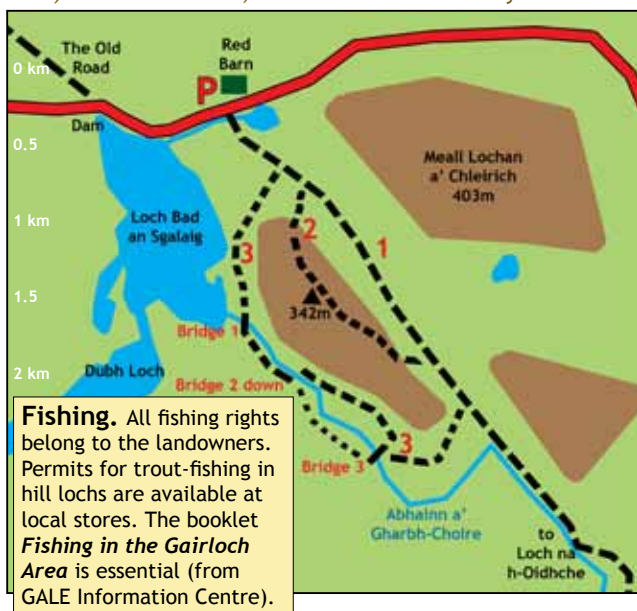 The Old
Road
Red
Barn
0 km
P
Dam
0.5
Meall Lochan
a' Chleirich
403m
1 km
Loch Bad
an Sgalaig
2
1
3
1.5
342m
Bridge 1
2 km
Dubh Loch
Bridge 2 down
3
Bridge 3
Abhainn a'
Gharbh-Choire
to
Loch na
h-Oidhche
Fishing. All fishing rights
belong to the landowners.
Permits for trout-fishing in
hill lochs are available at
local stores. The booklet
Fishing in the Gairloch
Area is essential (from
GALE Information Centre).